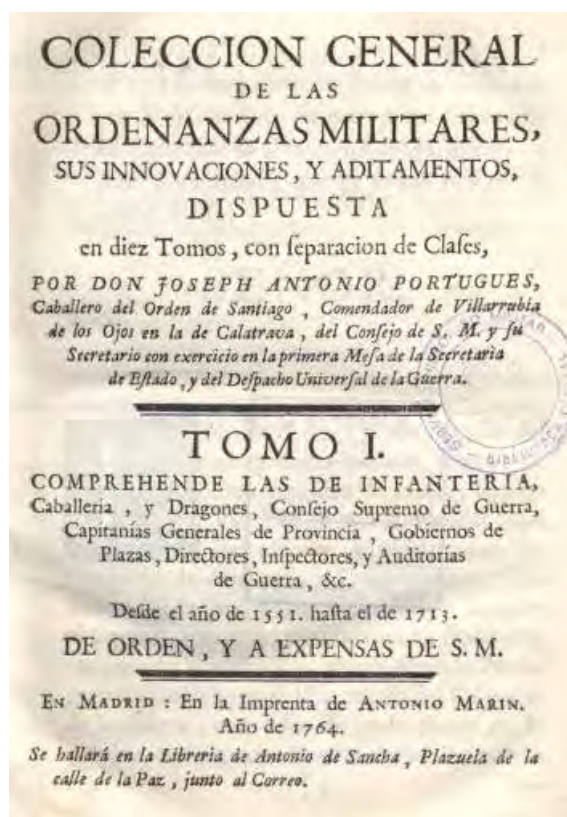 COLECCION GENERAL
DE LAS
ORDENANZAS MILITARES,
SUS INNOVACIONES, Y ADITAMENTOS,
DISPUESTA
en diez Tomos, con ſeparacion de Claſes,
POR DON JOSEPH ANTONIO PORTUGUES,
Caballero del Orden de Santiago, Comendador de Villarrubia
de los Ojos en la de Calatrava, del Conſejo de S. M. y ſu
Secretario con exercicio en la primera Meſa de la Secretaria
de Eſtado, y del Deſpacho Univerſal de la Guerra.
TOMO I.
COMPREHENDE LAS DE INFANTERIA,
Caballeria, y Dragones, Conſejo Supremo de Guerra,
Capitanías Generales de Provincia, Gobiernos de
Plazas, Directores, Inſpectores, y Auditorias
de Guerra, &c.
Deſde el año de 1551. haſta el de 1713.
DE ORDEN, Y A EXPENSAS DE S. M.
EN MADRID : En la Imprenta de ANTONIO MARIN.
Año de 1764.
Se hallará en la Libreria de Antonio de Sancha, Plazuela de la
calle de la Paz, junto al Correo.